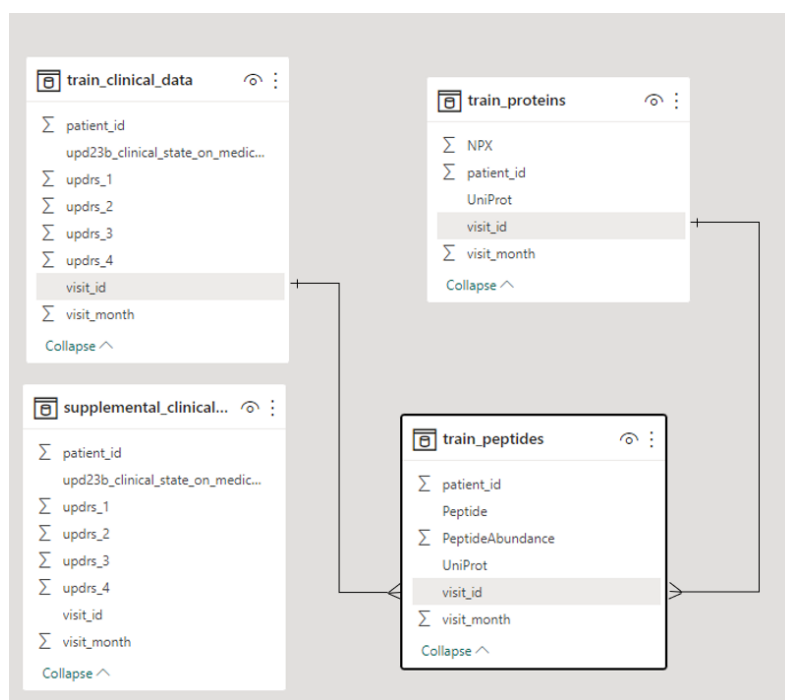 train_clinical_data
∑ patient_id
upd23b_clinical_state_on_medic...
∑ updrs_1
∑ updrs_2
∑ updrs_3
∑ updrs_4
visit_id
∑ visit_month
Collapse
supplemental_clinical...
∑ patient_id
upd23b_clinical_state_on_medic...
∑ updrs_1
∑ updrs_2
∑ updrs_3
∑ updrs_4
visit_id
∑ visit_month
Collapse
train_proteins
∑ NPX
∑ patient_id
UniProt
visit_id
∑ visit_month
Collapse
train_peptides
∑ patient_id
Peptide
∑ PeptideAbundance
UniProt
visit_id
∑ visit_month
Collapse